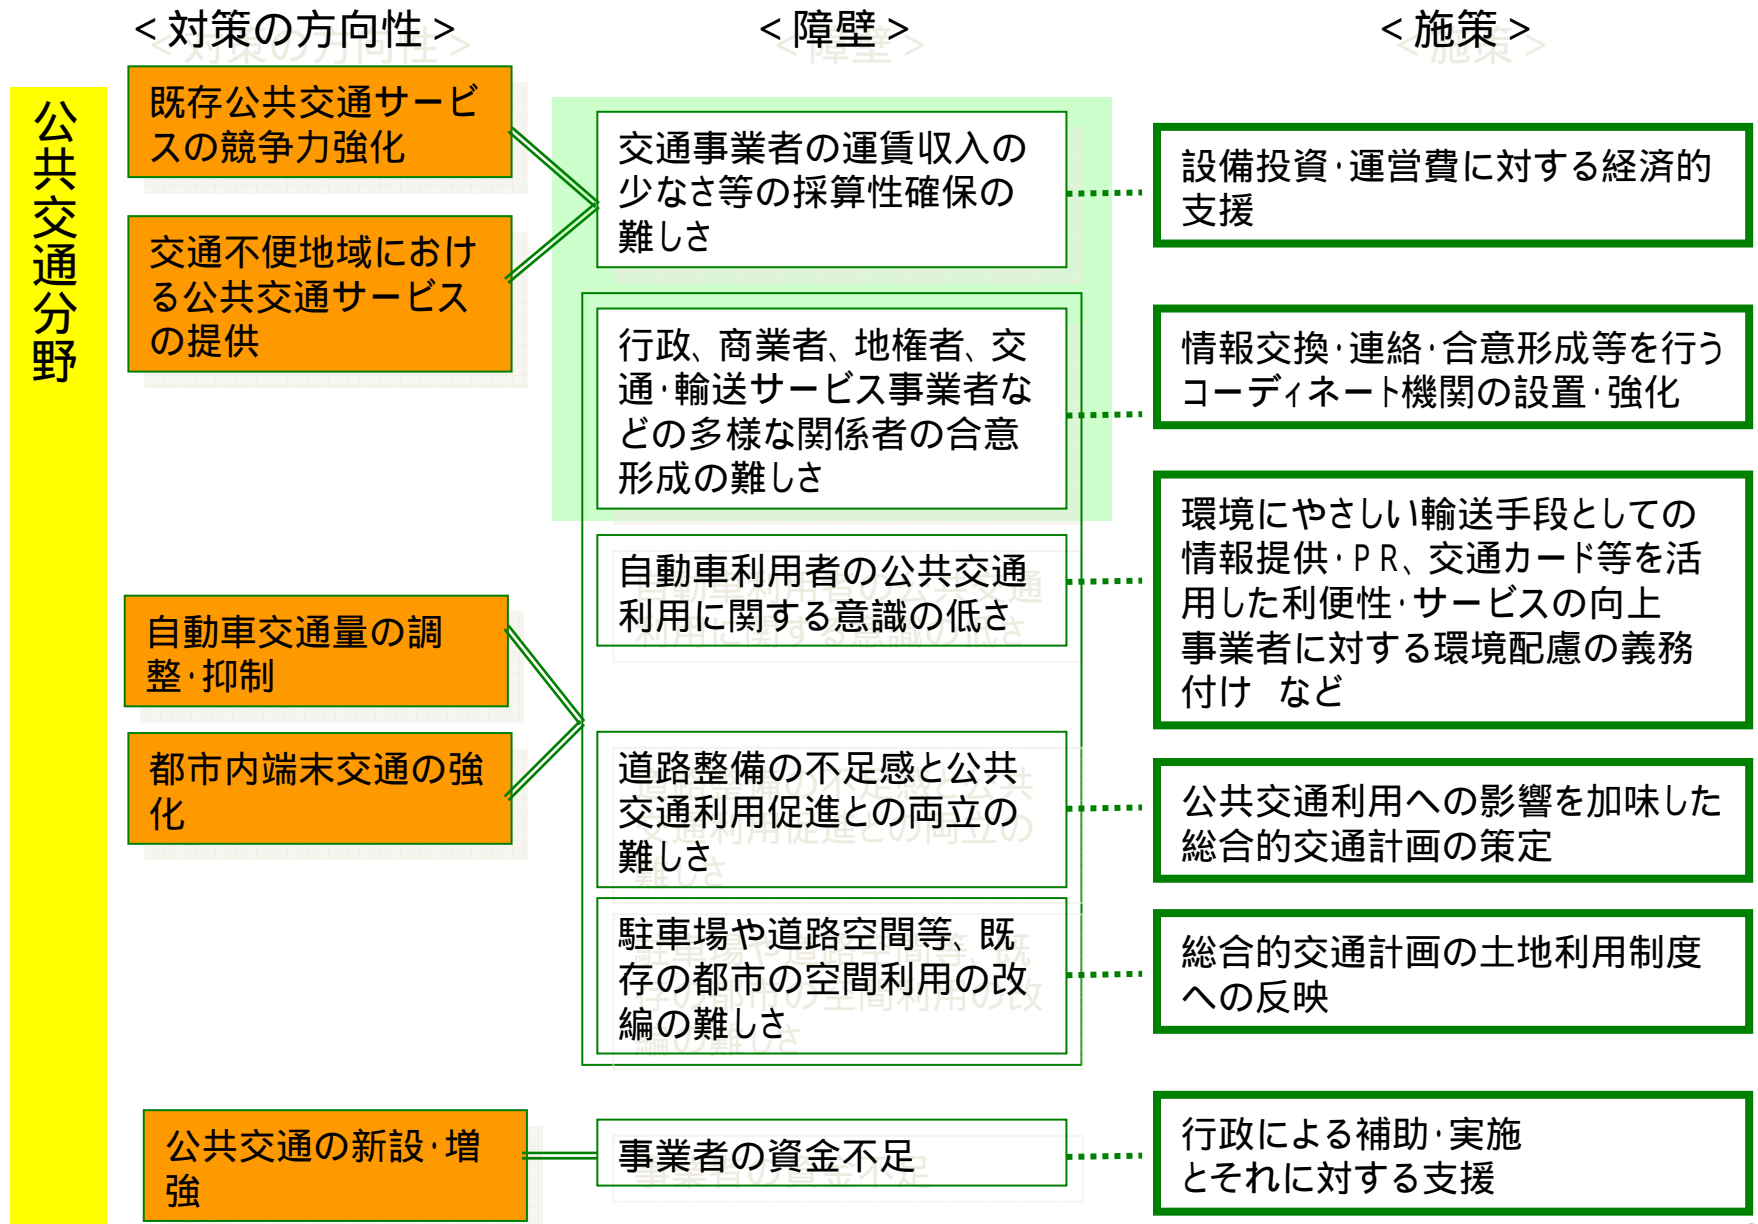 <対策の方向性>
<障壁>
<施策>
公共交通分野
既存公共交通サービ
スの競争力強化
交通不便地域におけ
る公共交通サービス
の提供
自動車交通量の調
整・抑制
都市内端末交通の強
化
公共交通の新設・増
強
交通事業者の運賃収入の
少なさ等の採算性確保の
難しさ
行政、商業者、地権者、交
通・輸送サービス事業者な
どの多様な関係者の合意
形成の難しさ
自動車利用者の公共交通
利用に関する意識の低さ
道路整備の不足感と公共
交通利用促進との両立の
難しさ
駐車場や道路空間等、既
存の都市の空間利用の改
編の難しさ
事業者の資金不足
設備投資・運営費に対する経済的
支援
情報交換・連絡・合意形成等を行う
コーディネート機関の設置・強化
環境にやさしい輸送手段としての
情報提供・PR、交通カード等を活
用した利便性・サービスの向上
事業者に対する環境配慮の義務
付け など
公共交通利用への影響を加味した
総合的交通計画の策定
総合的交通計画の土地利用制度
への反映
行政による補助・実施
とそれに対する支援